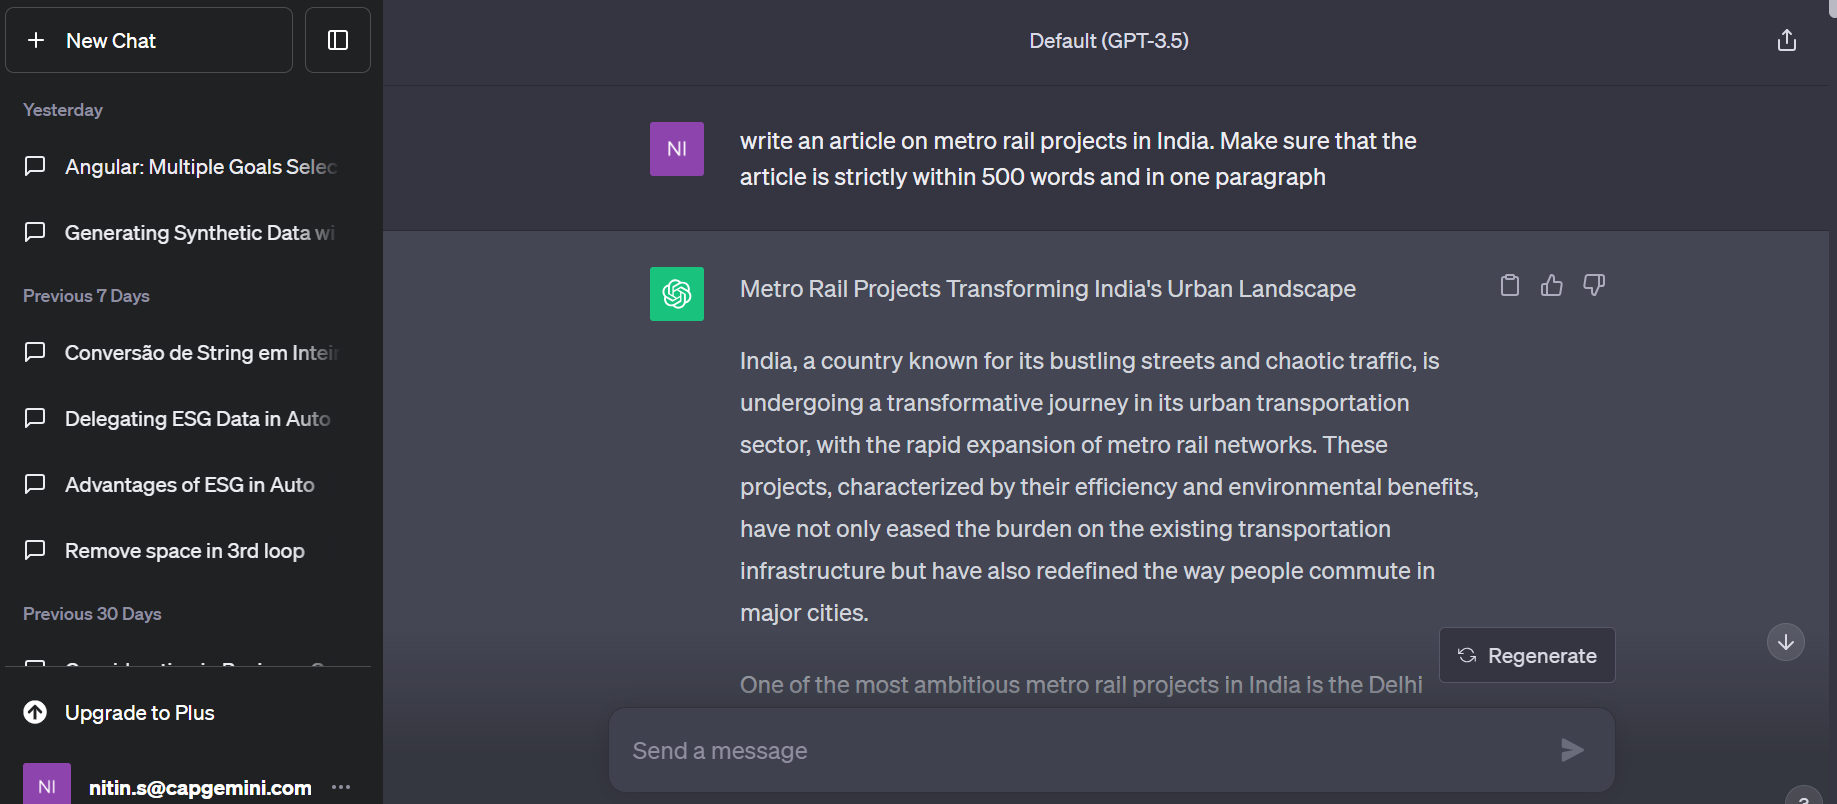 New Chat
Yesterday
Angular: Multiple Goals Selec
Generating Synthetic Data wi
Previous 7 Days
Conversão de String em Intei
Delegating ESG Data in Auto
Advantages of ESG in Auto
Remove space in 3rd loop
Previous 30 Days
Upgrade to Plus
NI
nitin.s@capgemini.com
Default (GPT-3.5)
NI
write an article on metro rail projects in India. Make sure that the
article is strictly within 500 words and in one paragraph
Metro Rail Projects Transforming India's Urban Landscape
India, a country known for its bustling streets and chaotic traffic, is
undergoing a transformative journey in its urban transportation
sector, with the rapid expansion of metro rail networks. These
projects, characterized by their efficiency and environmental benefits,
have not only eased the burden on the existing transportation
infrastructure but have also redefined the way people commute in
major cities.
Regenerate
One of the most ambitious metro rail projects in India is the Delhi
Send a message